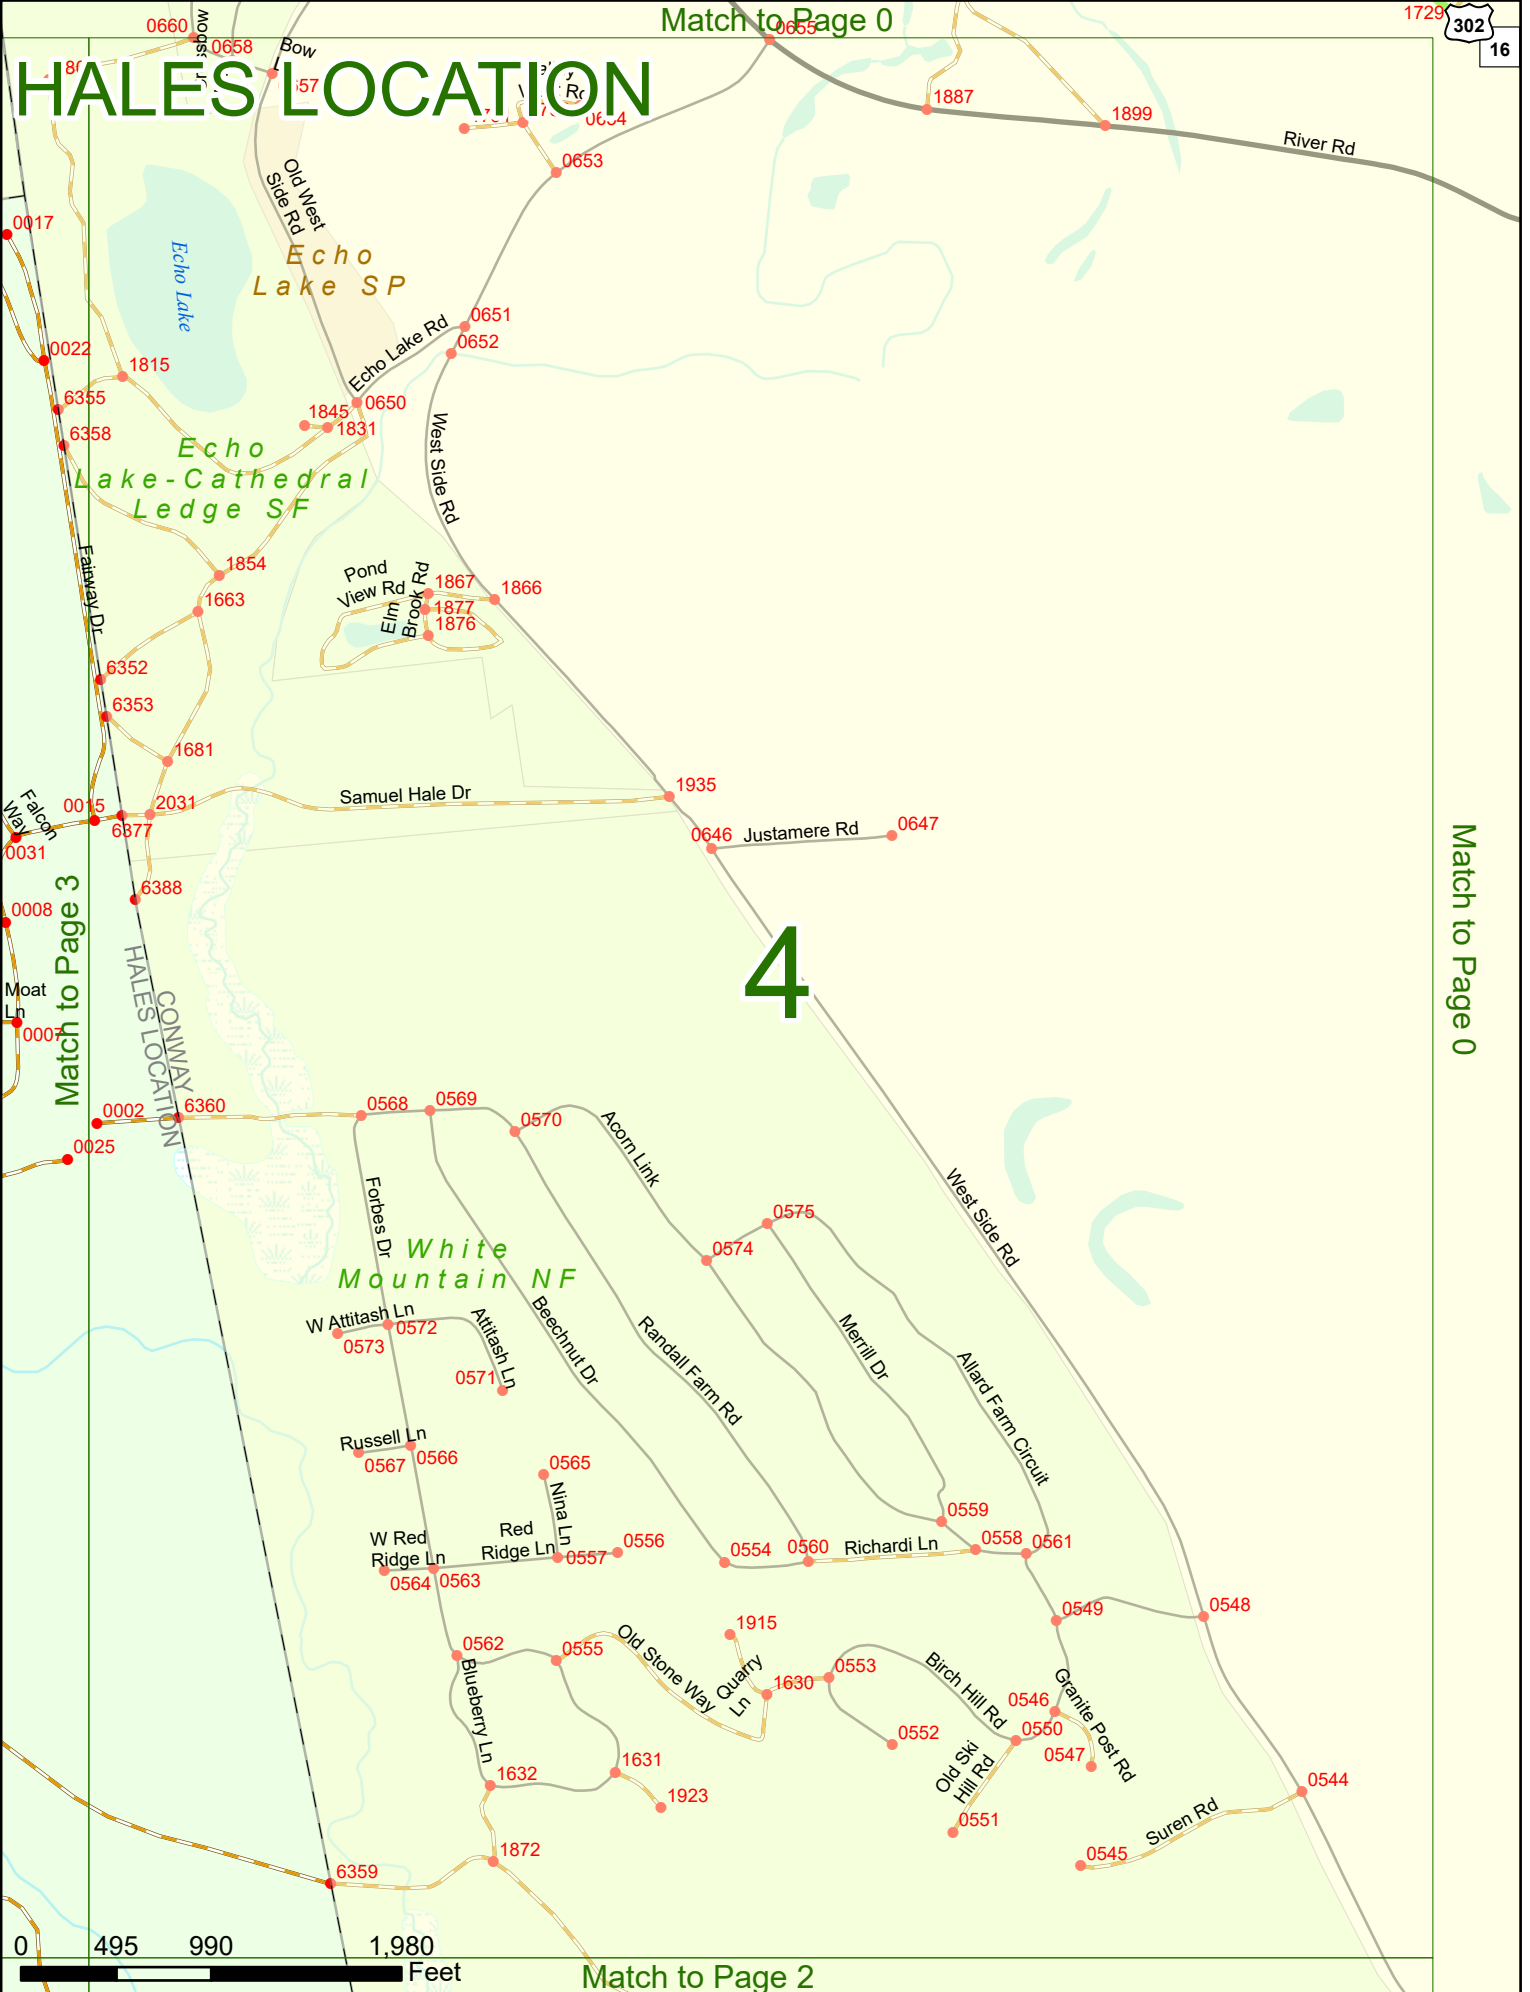 Match to Page 0
1729
302
16
0660
0658
0655
Bow
HALES LOCATION
1887
1899
River Rd
0653
Old West
Side Rd
0017
Echo Lake
Echo
Lake SP
0651
0652
Echo Lake Rd
0022
1815
6355
0650
1845
1831
6358
Echo
Lake-Cathedral
Ledge SF
West Side Rd
Fairway Dr
1854
1663
Pond
View Rd
Elm
Brook Rd
1867
1866
1877
1876
6352
6353
1681
1935
Samuel Hale Dr
0015
2031
6377
Falcon
Way
0031
0646
Justamere Rd
0647
6388
0008
Match to Page 3
Match to Page 0
4
Moat
Ln
0007
CONWAY
HALES LOCATION
0002
6360
0025
0568
0569
0570
Acorn Link
Forbes Dr
West Side Rd
0575
0574
White
Mountain NF
W Attitash Ln
0572
0573
Attitash Ln
0571
Beechnut Dr
Randall Farm Rd
Merrill Dr
Allard Farm Circuit
Russell Ln
0566
0567
0565
Nina Ln
W Red
Ridge Ln
Red
Ridge Ln
0557
0556
0564
0563
0554
0560
Richardi Ln
0559
0558
0561
0549
0548
0562
0555
Blueberry Ln
Old Stone Way
1915
Quarry
Ln
1630
0553
0552
Birch Hill Rd
0546
0550
0547
Granite Post Rd
Old Ski
Hill Rd
0551
1632
1631
1923
0544
Suren Rd
0545
1872
6359
0 495 990 1,980
Feet
Match to Page 2